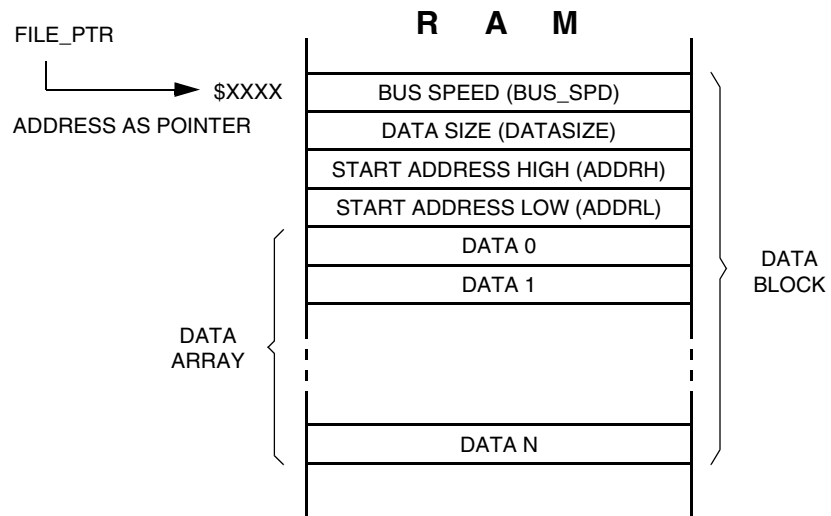 R A M
FILE_PTR
$XXXX
ADDRESS AS POINTER
BUS SPEED (BUS_SPD)
DATA SIZE (DATASIZE)
START ADDRESS HIGH (ADDRH)
START ADDRESS LOW (ADDRL)
DATA 0
DATA 1
DATA N
DATA
ARRAY
DATA
BLOCK